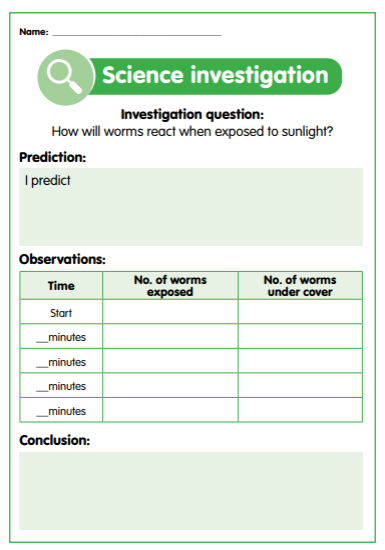 Name: ______________________________
Science investigation
Investigation question:
How will worms react when exposed to sunlight?
Prediction:
I predict
Observations:
Time
No. of worms
exposed
No. of worms
under cover
Start
__minutes
__minutes
__minutes
__minutes
Conclusion: